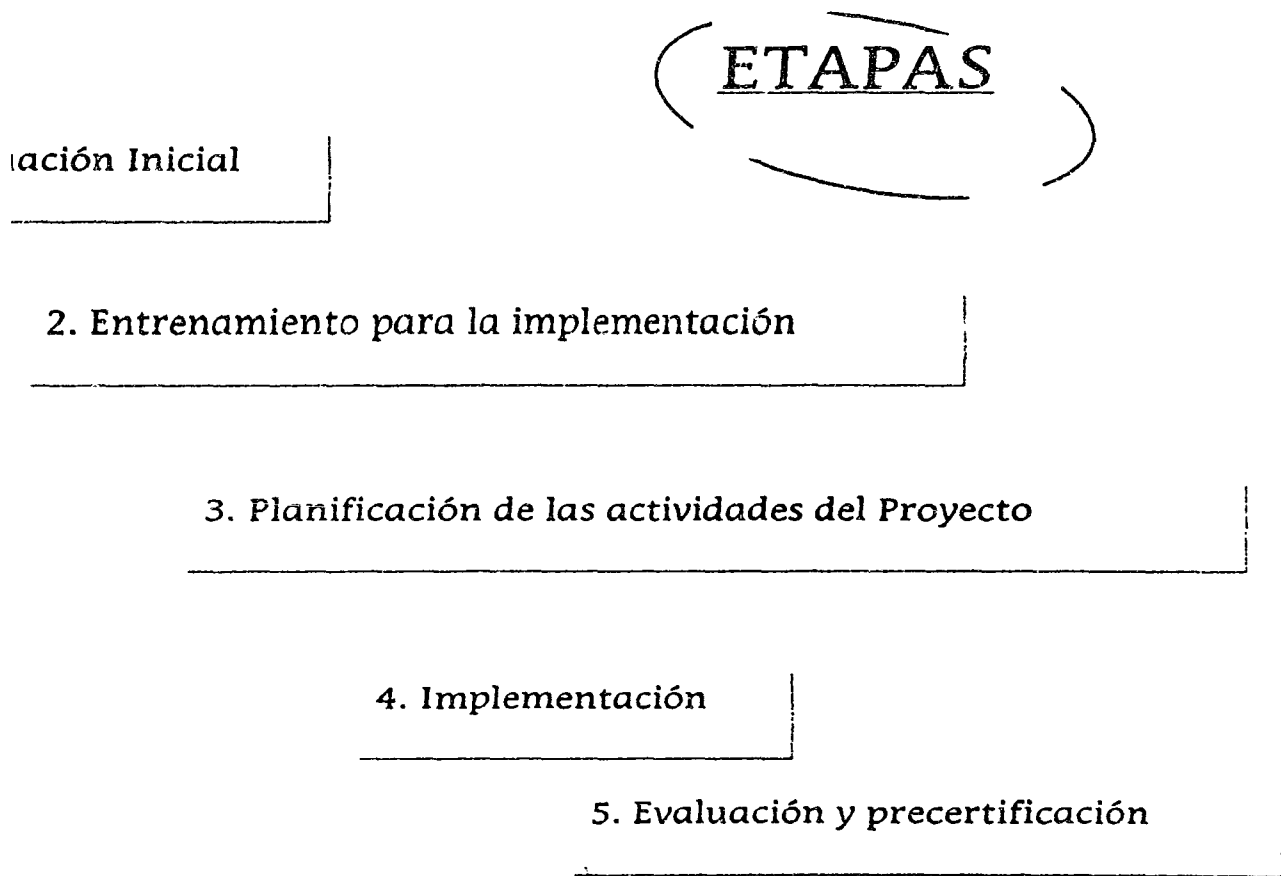 ETAPAS
Inicial
2. Entrenamiento para la implementación
3. Planificación de las actividades del Proyecto
4. Implementación
5. Evaluación y precertificación